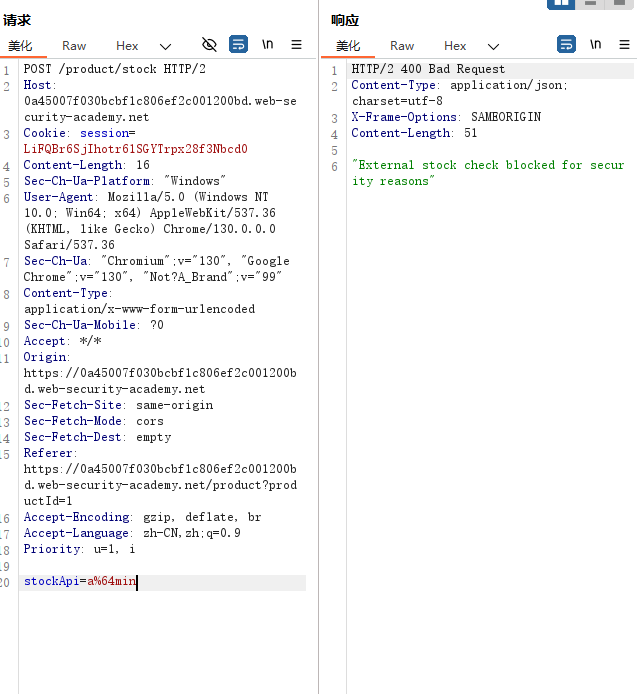 请求
美化 Raw Hex \n
1 POST /product/stock HTTP/2
2 Host:
0a45007f030bcbf1c806ef2c001200bd.web-se
curity-academy.net
3 Cookie: session=
LiFQBr6SjIhotr61SGYTrpx28f3Nbcd0
4 Content-Length: 16
5 Sec-Ch-Ua-Platform: "Windows"
6 User-Agent: Mozilla/5.0 (Windows NT
10.0; Win64; x64) AppleWebKit/537.36
(KHTML, like Gecko) Chrome/130.0.0.0
Safari/537.36
7 Sec-Ch-Ua: "Chromium";v="130", "Google
Chrome";v="130", "Not?A_Brand";v="99"
8 Content-Type:
application/x-www-form-urlencoded
9 Sec-Ch-Ua-Mobile: ?0
10 Accept: */*
11 Origin:
https://0a45007f030bcbf1c806ef2c001200b
d.web-security-academy.net
12 Sec-Fetch-Site: same-origin
13 Sec-Fetch-Mode: cors
14 Sec-Fetch-Dest: empty
15 Referer:
https://0a45007f030bcbf1c806ef2c001200b
d.web-security-academy.net/product?prod
uctId=1
16 Accept-Encoding: gzip, deflate, br
17 Accept-Language: zh-CN,zh;q=0.9
18 Priority: u=1, i
19
20 stockApi=a%64min
响应
美化 Raw Hex \n
1 HTTP/2 400 Bad Request
2 Content-Type: application/json;
charset=utf-8
3 X-Frame-Options: SAMEORIGIN
4 Content-Length: 51
5
6 "External stock check blocked for secur
ity reasons"